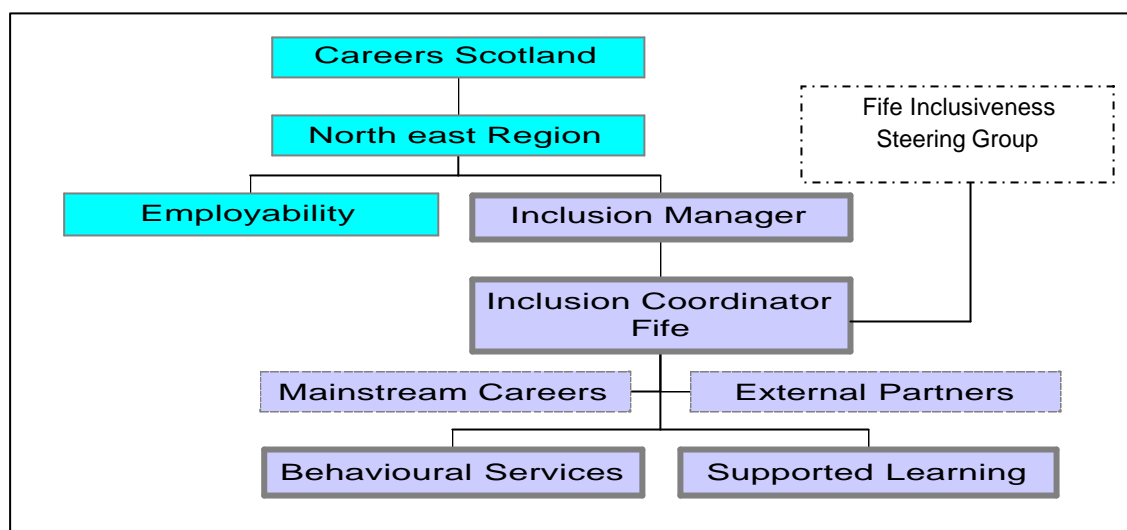 Careers Scotland
Fife Inclusiveness
Steering Group
North east Region
Employability
Inclusion Manager
Inclusion Coordinator
Fife
Mainstream Careers
External Partners
Behavioural Services
Supported Learning